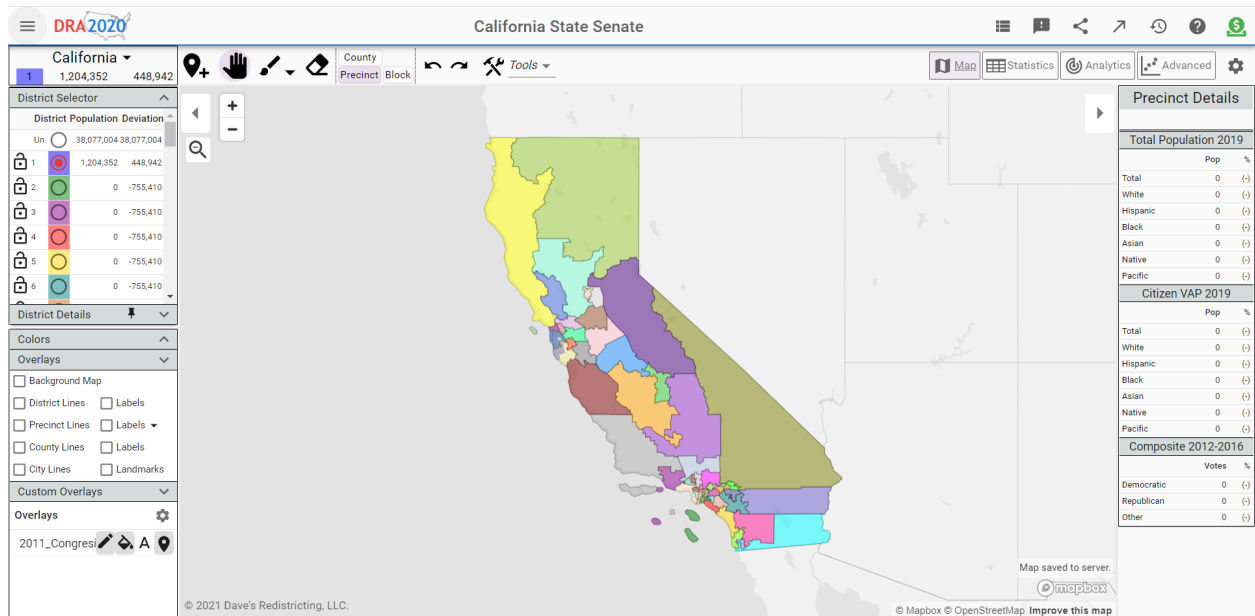 DRA2020
California State Senate
California
1 1,204,352 448,942
County
Precinct Block
Tools
Map
Statistics
Analytics
Advanced
District Selector
District Population Deviation
Un 38,077,004 38,077,004
1 1,204,352 448,942
2 0 -755,410
3 0 -755,410
4 0 -755,410
5 0 -755,410
6 0 -755,410
District Details
Colors
Overlays
Background Map
District Lines Labels
Precinct Lines Labels
County Lines Labels
City Lines Landmarks
Custom Overlays
Overlays
2011_Congresi
A
Precinct Details
Total Population 2019
Pop %
Total 0 (-)
White 0 (-)
Hispanic 0 (-)
Black 0 (-)
Asian 0 (-)
Native 0 (-)
Pacific 0 (-)
Citizen VAP 2019
Pop %
Total 0 (-)
White 0 (-)
Hispanic 0 (-)
Black 0 (-)
Asian 0 (-)
Native 0 (-)
Pacific 0 (-)
Composite 2012-2016
Votes %
Democratic 0 (-)
Republican 0 (-)
Other 0 (-)
Map saved to server.
mapbox
© 2021 Dave's Redistricting, LLC.
© Mapbox © OpenStreetMap Improve this map